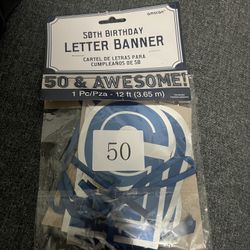 amscan
50TH BIRTHDAY
LETTER BANNER
CARTEL DE LETRAS PARA
CUMPLEAÑOS DE 50
50 & AWESOME!
1 Pc/Pza - 12 ft (3.65 m)
50